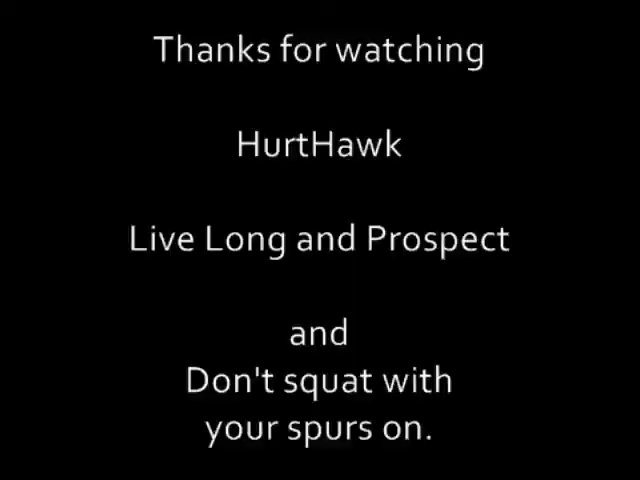 Thanks for watching
HurtHawk
Live Long and Prospect
and
Don't squat with
your spurs on.